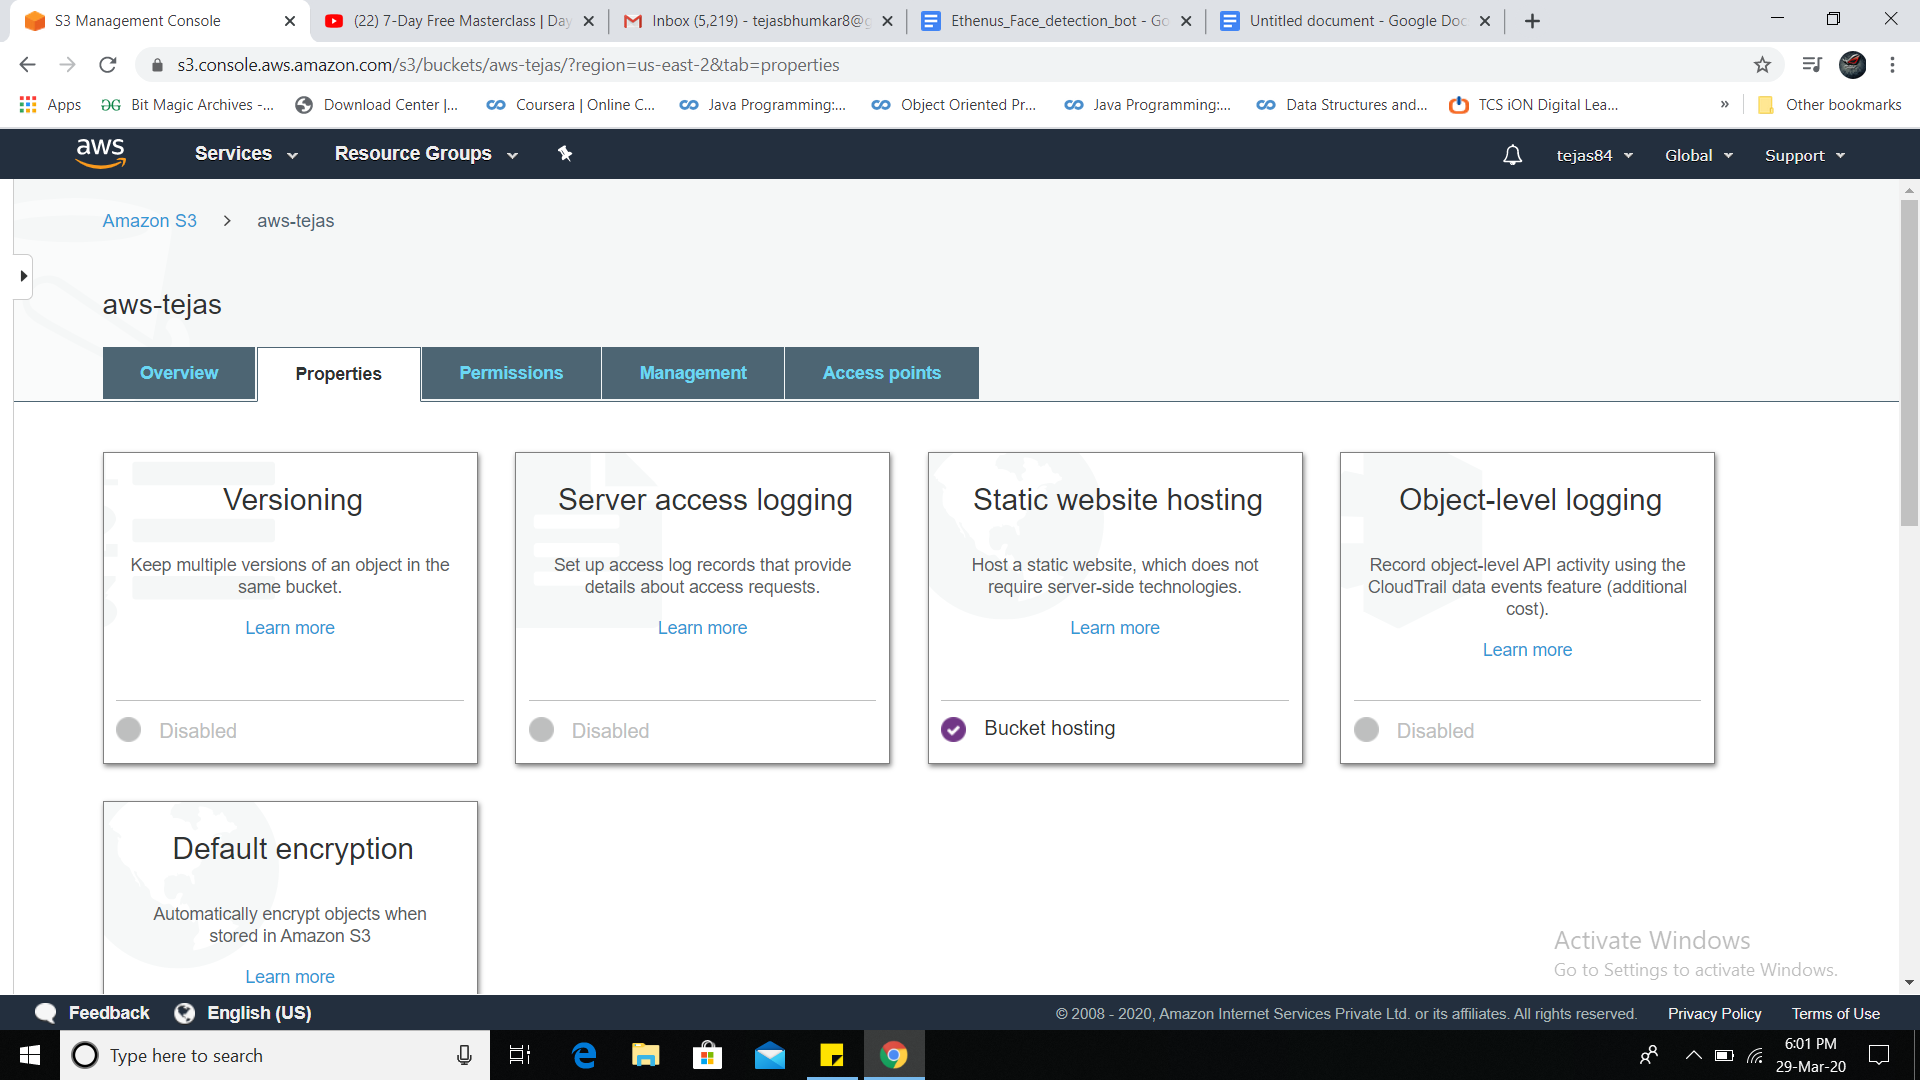 S3 Management Console
(22) 7-Day Free Masterclass | Day
Inbox (5,219) - tejasbhumkar8@g
Ethenus_Face_detection_bot - Go
Untitled document - Google Doc
s3.console.aws.amazon.com/s3/buckets/aws-tejas/?region=us-east-2&tab=properties
Apps
Bit Magic Archives -...
Download Center |...
Coursera | Online C...
Java Programming:...
Object Oriented Pr...
Java Programming:...
Data Structures and...
TCS iON Digital Lea...
»
Other bookmarks
aws
Services
Resource Groups
tejas84
Global
Support
Amazon S3 > aws-tejas
aws-tejas
Overview
Properties
Permissions
Management
Access points
Versioning
Keep multiple versions of an object in the
same bucket.
Learn more
Disabled
Server access logging
Set up access log records that provide
details about access requests.
Learn more
Disabled
Static website hosting
Host a static website, which does not
require server-side technologies.
Learn more
Bucket hosting
Object-level logging
Record object-level API activity using the
CloudTrail data events feature (additional
cost).
Learn more
Disabled
Default encryption
Automatically encrypt objects when
stored in Amazon S3
Learn more
Activate Windows
Go to Settings to activate Windows.
Feedback
English (US)
© 2008 - 2020, Amazon Internet Services Private Ltd. or its affiliates. All rights reserved.
Privacy Policy
Terms of Use
Type here to search
6:01 PM
29-Mar-20